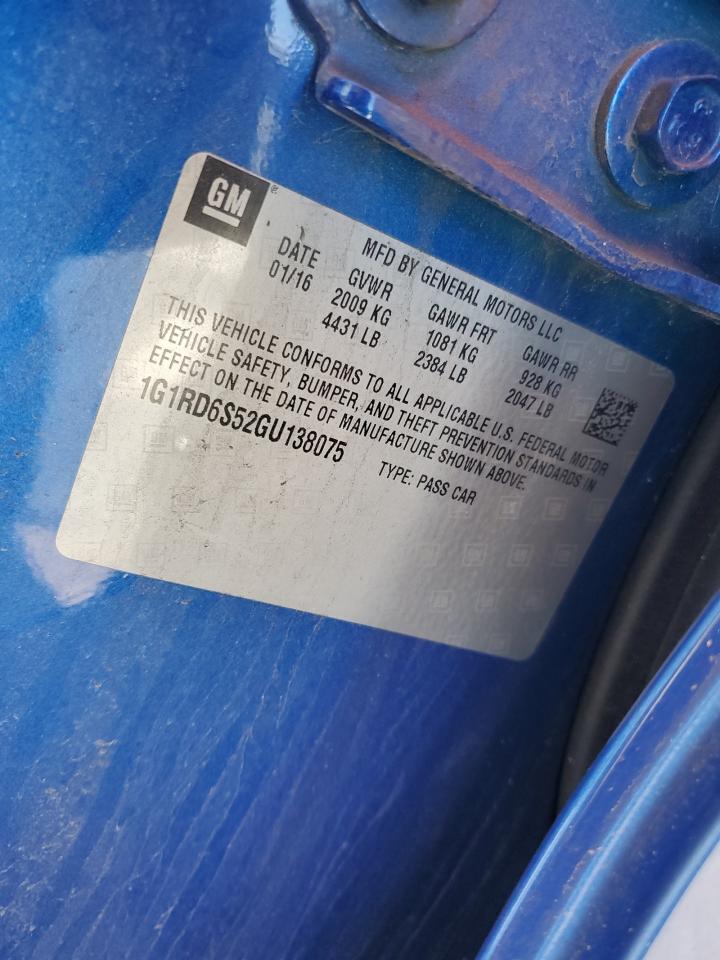 GM
MFD BY GENERAL MOTORS LLC
DATE GVWR GAWR FRT GAWR RR
01/16 2009 KG 1081 KG 928 KG
4431 LB 2384 LB 2047 LB
THIS VEHICLE CONFORMS TO ALL APPLICABLE U.S. FEDERAL MOTOR
VEHICLE SAFETY, BUMPER, AND THEFT PREVENTION STANDARDS IN
EFFECT ON THE DATE OF MANUFACTURE SHOWN ABOVE.
1G1RD6S52GU138075 TYPE: PASS CAR